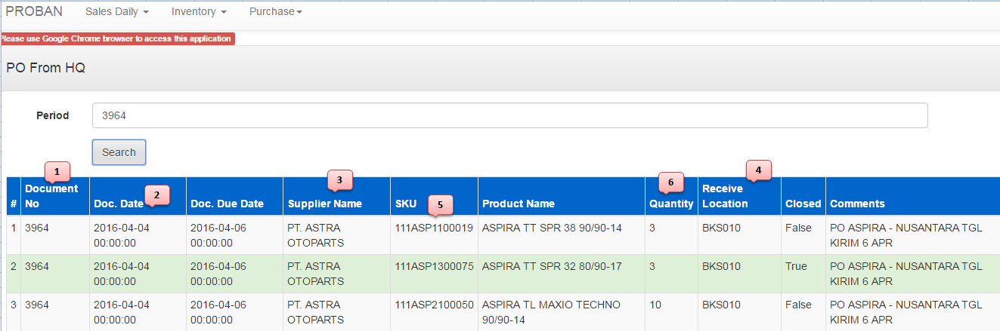 PROBAN Sales Daily Inventory Purchase
Please use Google Chrome browser to access this application
PO From HQ
Period 3964
Search
1 3 4
2 5 6
# Document No Doc. Date Doc. Due Date Supplier Name SKU Product Name Quantity Receive Location Closed Comments
1 3964 2016-04-04 2016-04-06 PT. ASTRA 111ASP1100019 ASPIRA TT SPR 38 90/90-14 3 BKS010 False PO ASPIRA - NUSANTARA TGL
00:00:00 00:00:00 OTOPARTS KIRIM 6 APR
2 3964 2016-04-04 2016-04-06 PT. ASTRA 111ASP1300075 ASPIRA TT SPR 32 80/90-17 3 BKS010 True PO ASPIRA - NUSANTARA TGL
00:00:00 00:00:00 OTOPARTS KIRIM 6 APR
3 3964 2016-04-04 2016-04-06 PT. ASTRA 111ASP2100050 ASPIRA TL MAXIO TECHNO 10 BKS010 False PO ASPIRA - NUSANTARA TGL
00:00:00 00:00:00 OTOPARTS 90/90-14 KIRIM 6 APR